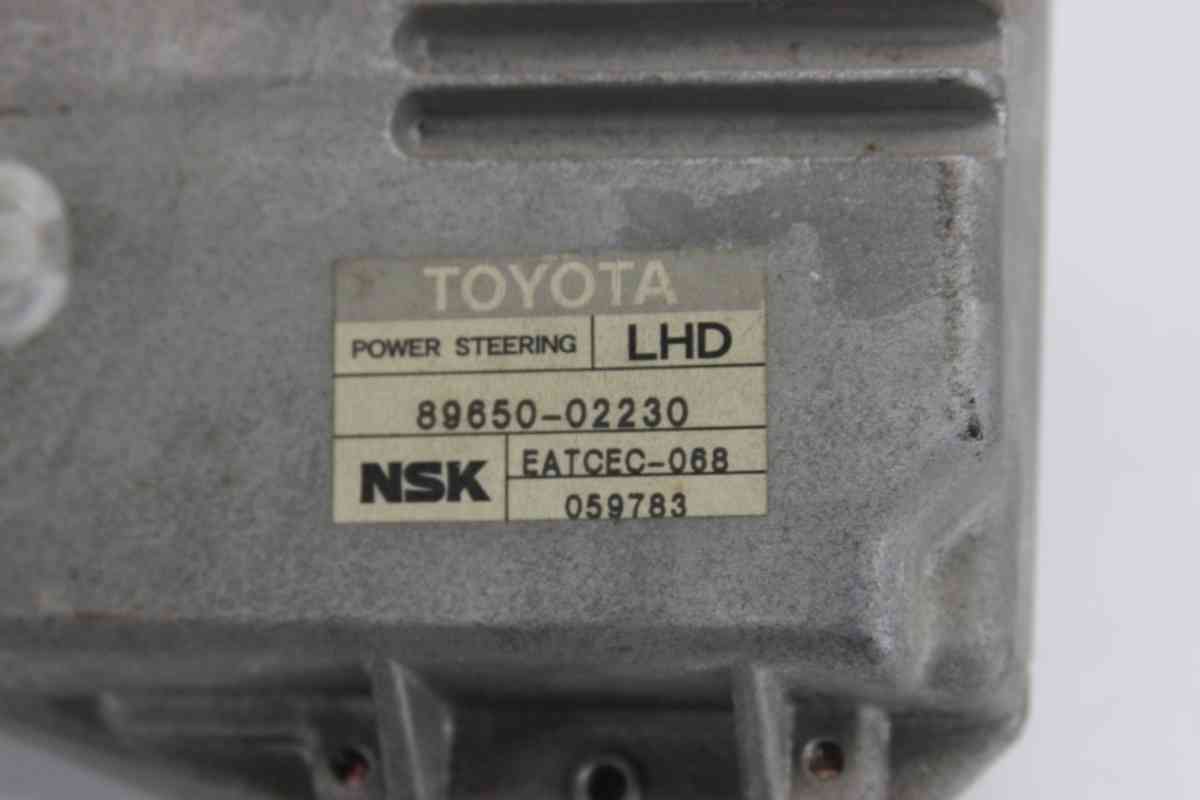 TOYOTA
POWER STEERING LHD
89650-02230
NSK EATCEC-068
059783